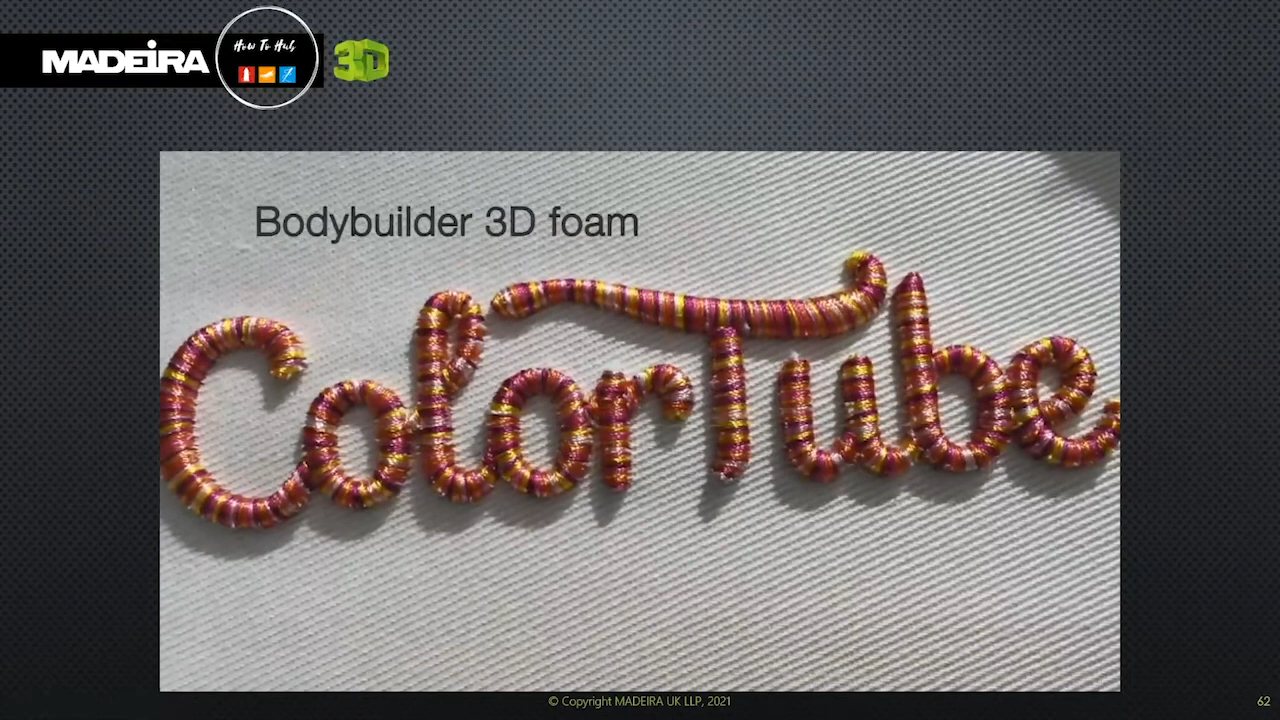 MADEIRA
How To Hub
3D
Bodybuilder 3D foam
ColorTube
© Copyright MADEIRA UK LLP, 2021
62